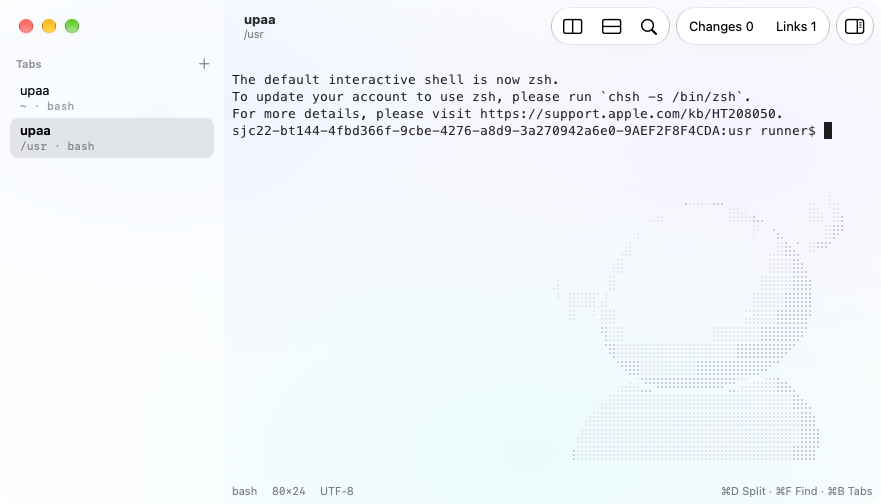 upaa
/usr
Changes 0
Links 1
Tabs
upaa
~ · bash
upaa
/usr · bash
The default interactive shell is now zsh.
To update your account to use zsh, please run `chsh -s /bin/zsh`.
For more details, please visit https://support.apple.com/kb/HT208050.
sjc22-bt144-4fbd366f-9cbe-4276-a8d9-3a270942a6e0-9AEF2F8F4CDA:usr runner$
bash 80×24 UTF-8
⌘D Split · ⌘F Find · ⌘B Tabs